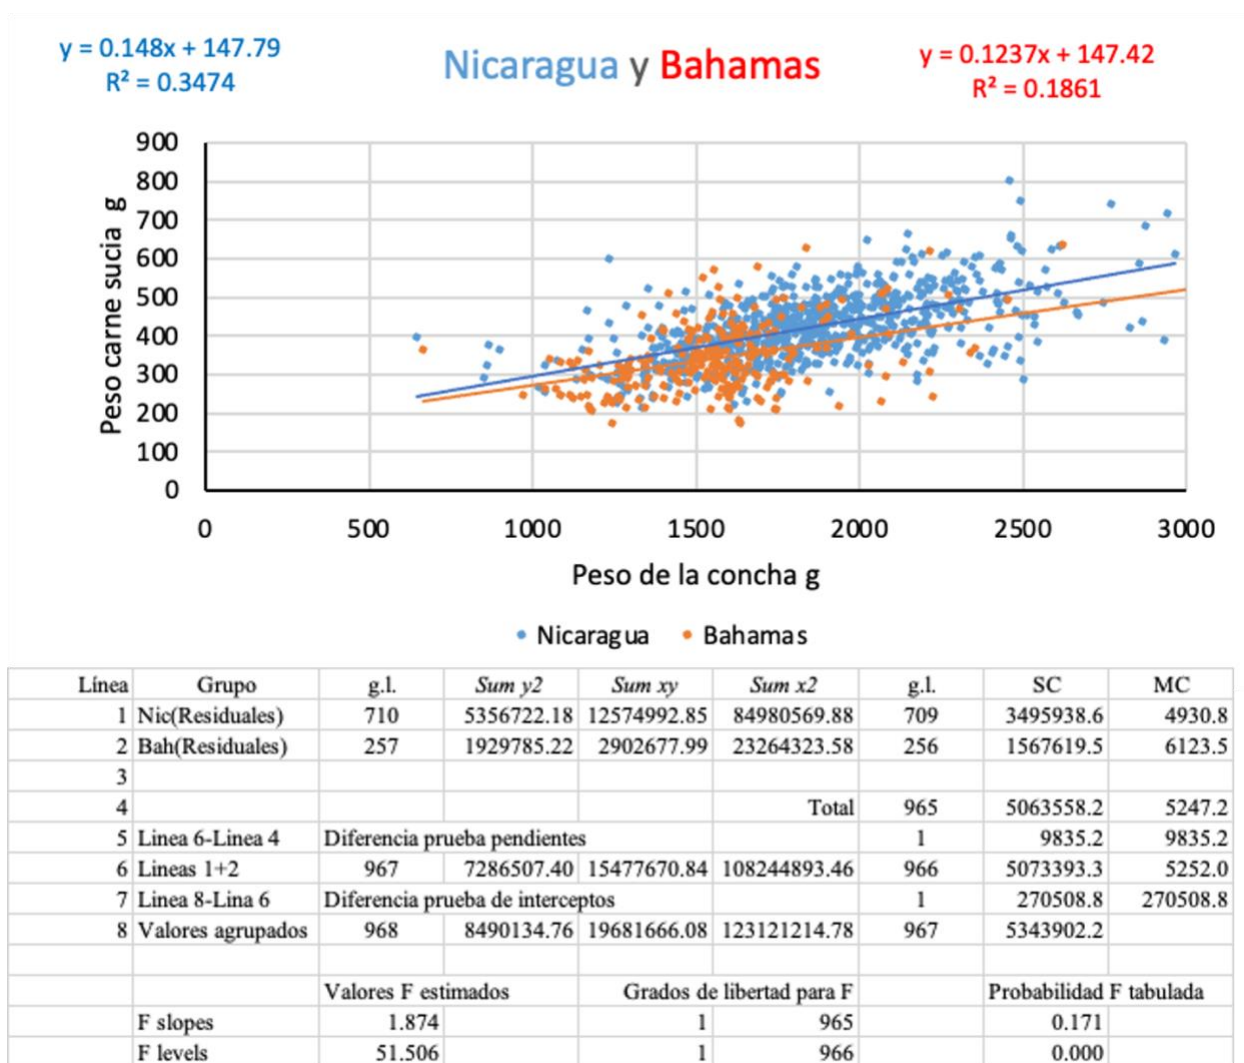 y = 0.148x + 147.79
R² = 0.3474
Nicaragua y Bahamas
y = 0.1237x + 147.42
R² = 0.1861
Peso carne sucia g
900
800
700
600
500
400
300
200
100
0
0 500 1000 1500 2000 2500 3000
Peso de la concha g
Nicaragua Bahamas
Línea Grupo g.l. Sum y2 Sum xy Sum x2 g.l. SC MC
1 Nic(Residuales) 710 5356722.18 12574992.85 84980569.88 709 3495938.6 4930.8
2 Bah(Residuales) 257 1929785.22 2902677.99 23264323.58 256 1567619.5 6123.5
3
4 Total 965 5063558.2 5247.2
5 Linea 6-Linea 4 Diferencia prueba pendientes 1 9835.2 9835.2
6 Lineas 1+2 967 7286507.40 15477670.84 108244893.46 966 5073393.3 5252.0
7 Linea 8-Lina 6 Diferencia prueba de interceptos 1 270508.8 270508.8
8 Valores agrupados 968 8490134.76 19681666.08 123121214.78 967 5343902.2
Valores F estimados Grados de libertad para F Probabilidad F tabulada
F slopes 1.874 1 965 0.171
F levels 51.506 1 966 0.000